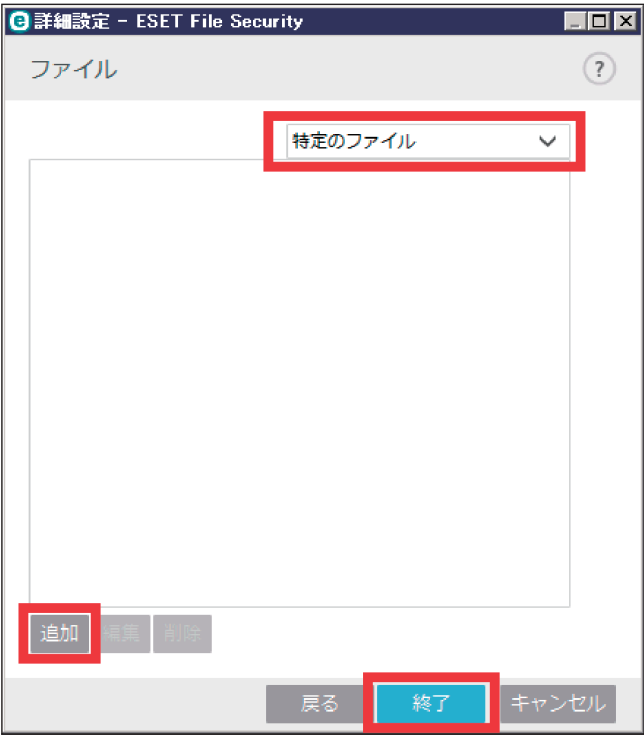 詳細設定 - ESET File Security
ファイル
?
特定のファイル
追加 編集 削除
戻る 終了 キャンセル